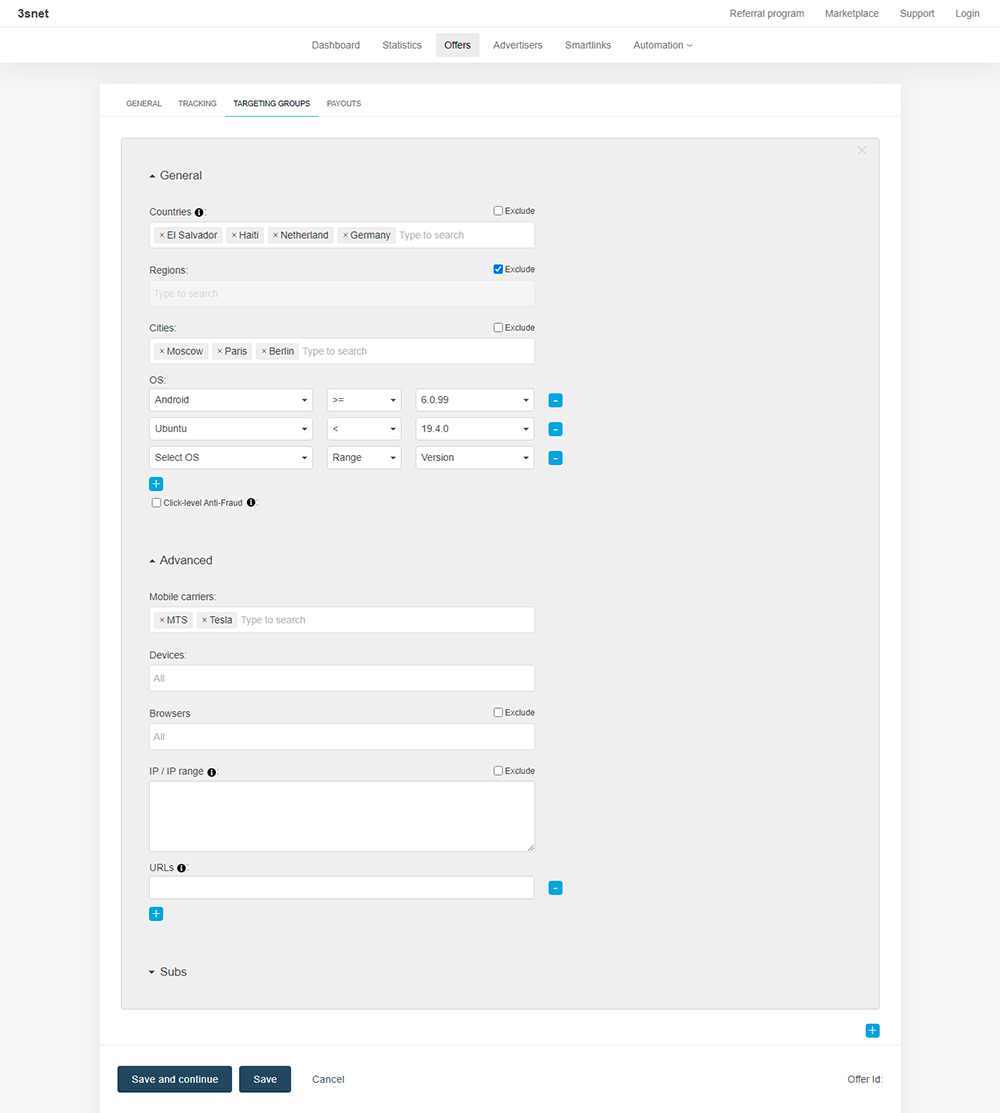 3snet Referral program Marketplace Support Login
Dashboard Statistics Offers Advertisers Smartlinks Automation
GENERAL TRACKING TARGETING GROUPS PAYOUTS
×
General
Countries i: Exclude
× El Salvador × Haiti × Netherland × Germany Type to search
Regions: Exclude
Type to search
Cities: Exclude
× Moscow × Paris × Berlin Type to search
OS:
Android >= 6.0.99 -
Ubuntu < 19.4.0 -
Select OS Range Version -
+
Click-level Anti-Fraud i:
Advanced
Mobile carriers:
× MTS × Tesla Type to search
Devices:
All
Browsers Exclude
All
IP / IP range i: Exclude
URLs i:
-
+
Subs
+
Save and continue Save Cancel Offer Id: